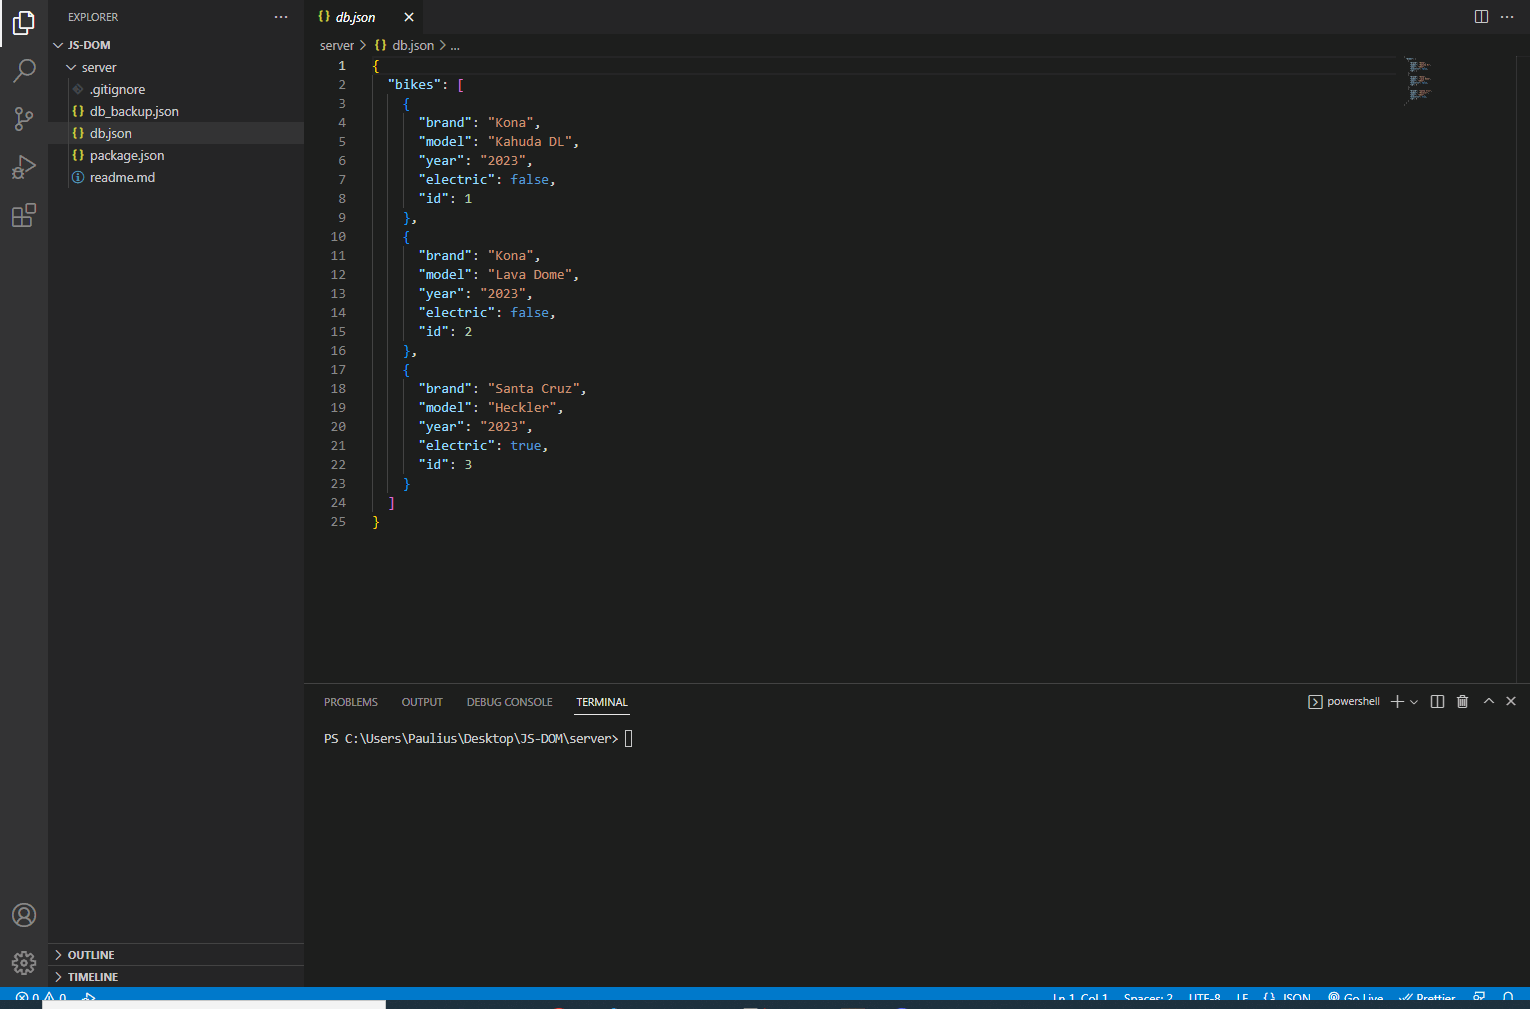 EXPLORER
JS-DOM
server
.gitignore
db_backup.json
db.json
package.json
readme.md
OUTLINE
TIMELINE
{} db.json
server > {} db.json > ...
1 {
2 "bikes": [
3 {
4 "brand": "Kona",
5 "model": "Kahuda DL",
6 "year": "2023",
7 "electric": false,
8 "id": 1
9 },
10 {
11 "brand": "Kona",
12 "model": "Lava Dome",
13 "year": "2023",
14 "electric": false,
15 "id": 2
16 },
17 {
18 "brand": "Santa Cruz",
19 "model": "Heckler",
20 "year": "2023",
21 "electric": true,
22 "id": 3
23 }
24 ]
25 }
PROBLEMS OUTPUT DEBUG CONSOLE TERMINAL powershell
PS C:\Users\Paulius\Desktop\JS-DOM\server>
0 0 Ln 1, Col 1 Spaces: 2 UTF-8 LF {} JSON Go Live Prettier